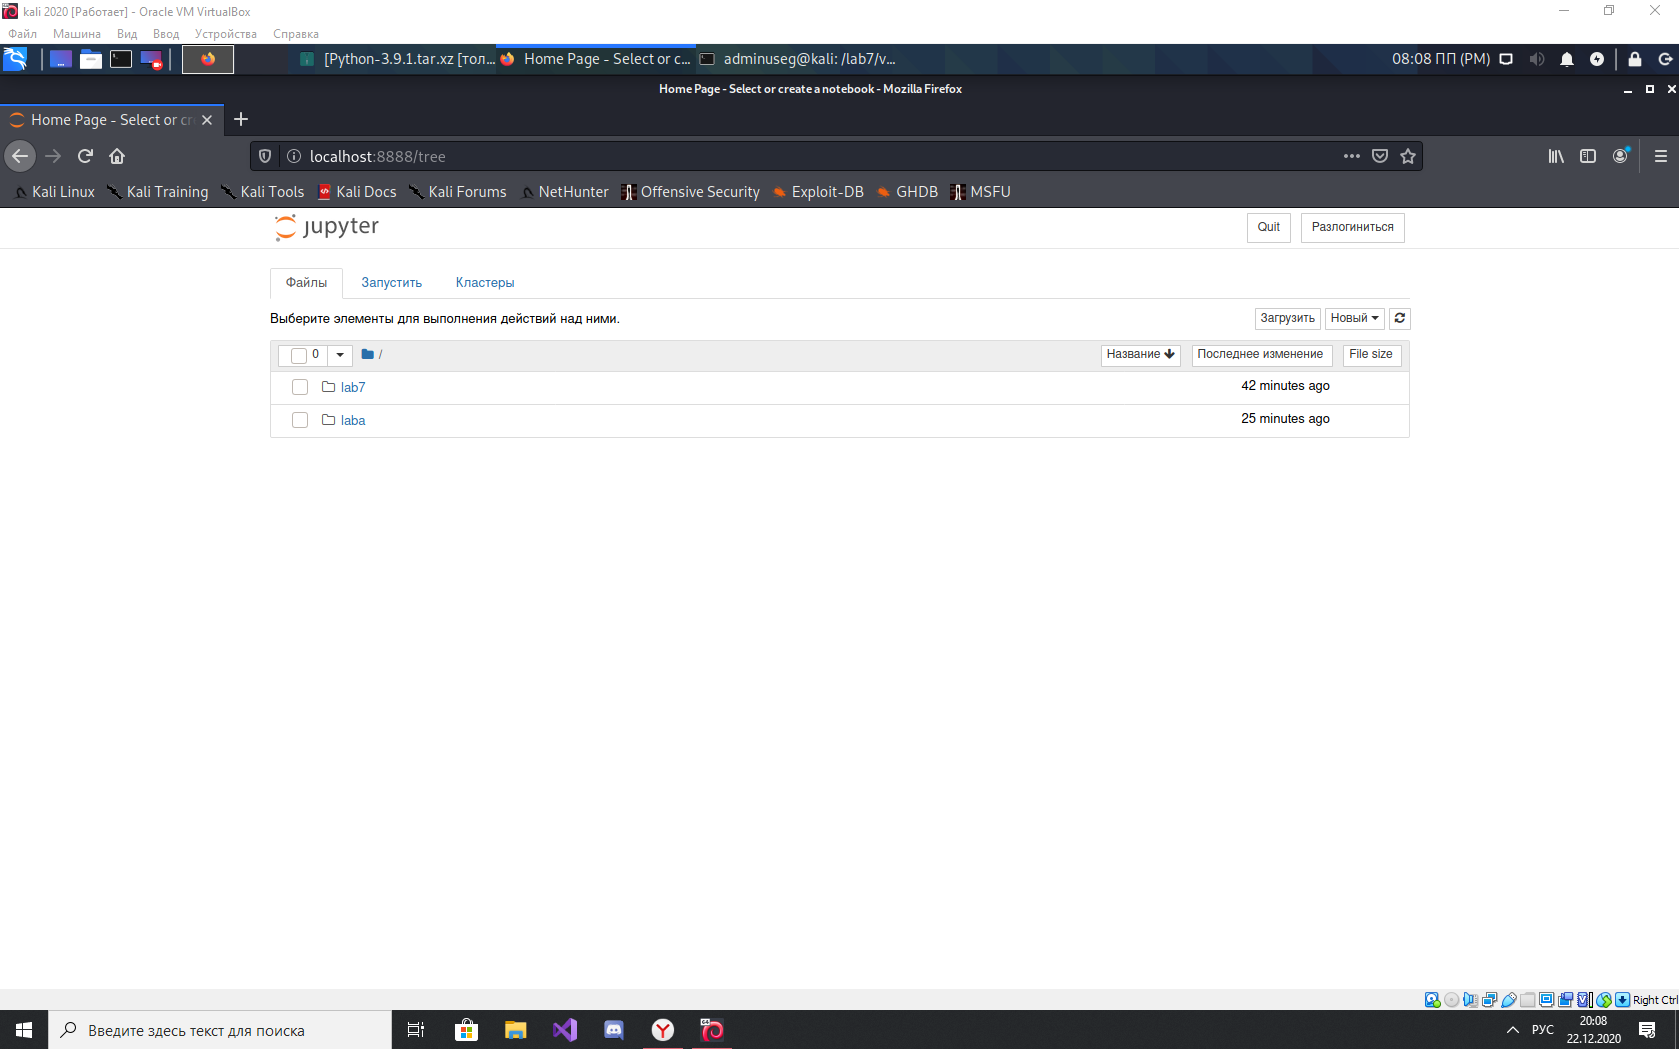 kali 2020 [Работает] - Oracle VM VirtualBox
Файл Машина Вид Ввод Устройства Справка
[Python-3.9.1.tar.xz [тол... Home Page - Select or c... adminuseg@kali: /lab7/v... 08:08 ПП (PM)
Home Page - Select or create a notebook - Mozilla Firefox
Home Page - Select or cr
localhost:8888/tree
Kali Linux Kali Training Kali Tools Kali Docs Kali Forums NetHunter Offensive Security Exploit-DB GHDB MSFU
jupyter Quit Разлогиниться
Файлы Запустить Кластеры
Выберите элементы для выполнения действий над ними. Загрузить Новый
0 / Название Последнее изменение File size
lab7 42 minutes ago
laba 25 minutes ago
Right Ctrl
Введите здесь текст для поиска РУС 20:08
22.12.2020